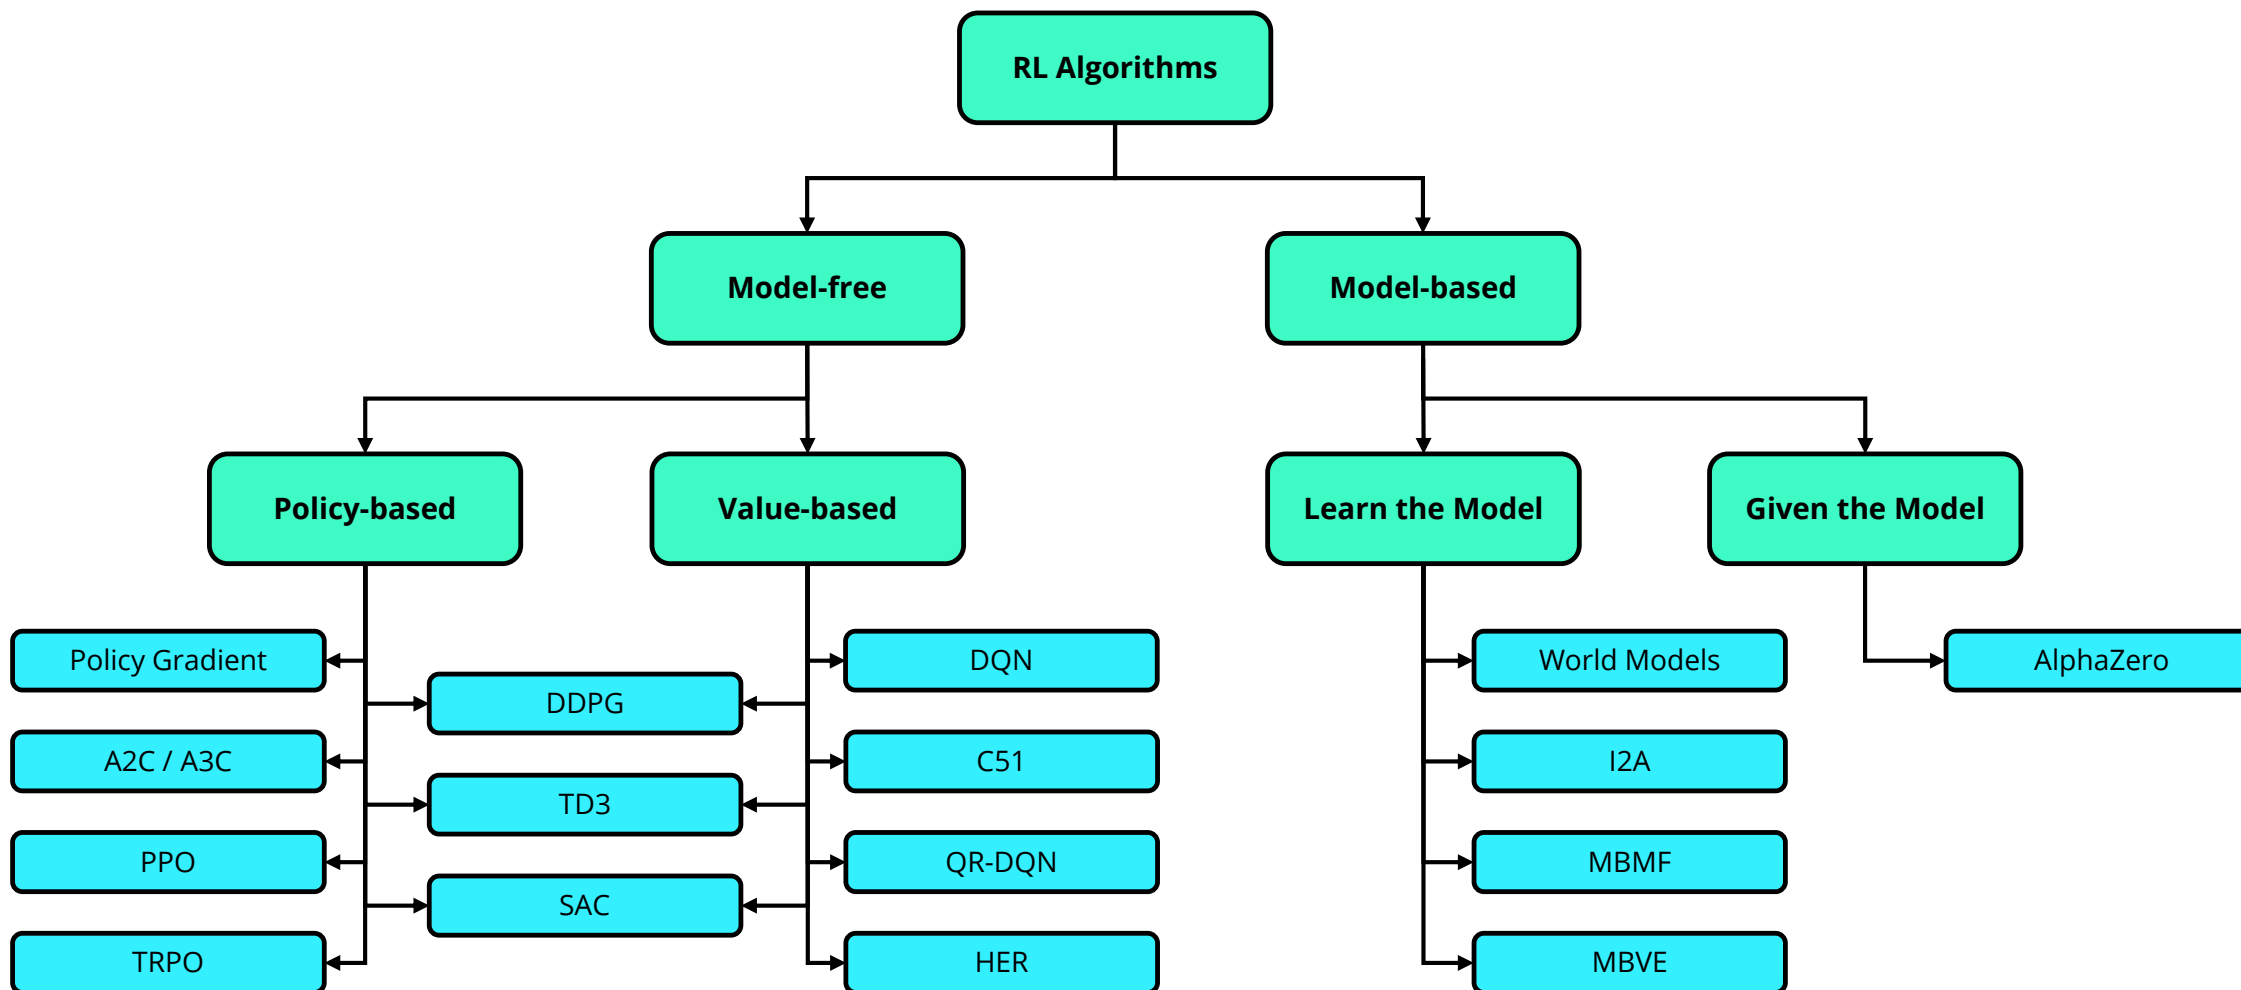 RL Algorithms
Model-free
Model-based
Policy-based
Value-based
Learn the Model
Given the Model
Policy Gradient
DQN
World Models
AlphaZero
DDPG
A2C / A3C
C51
I2A
TD3
PPO
QR-DQN
MBMF
SAC
TRPO
HER
MBVE